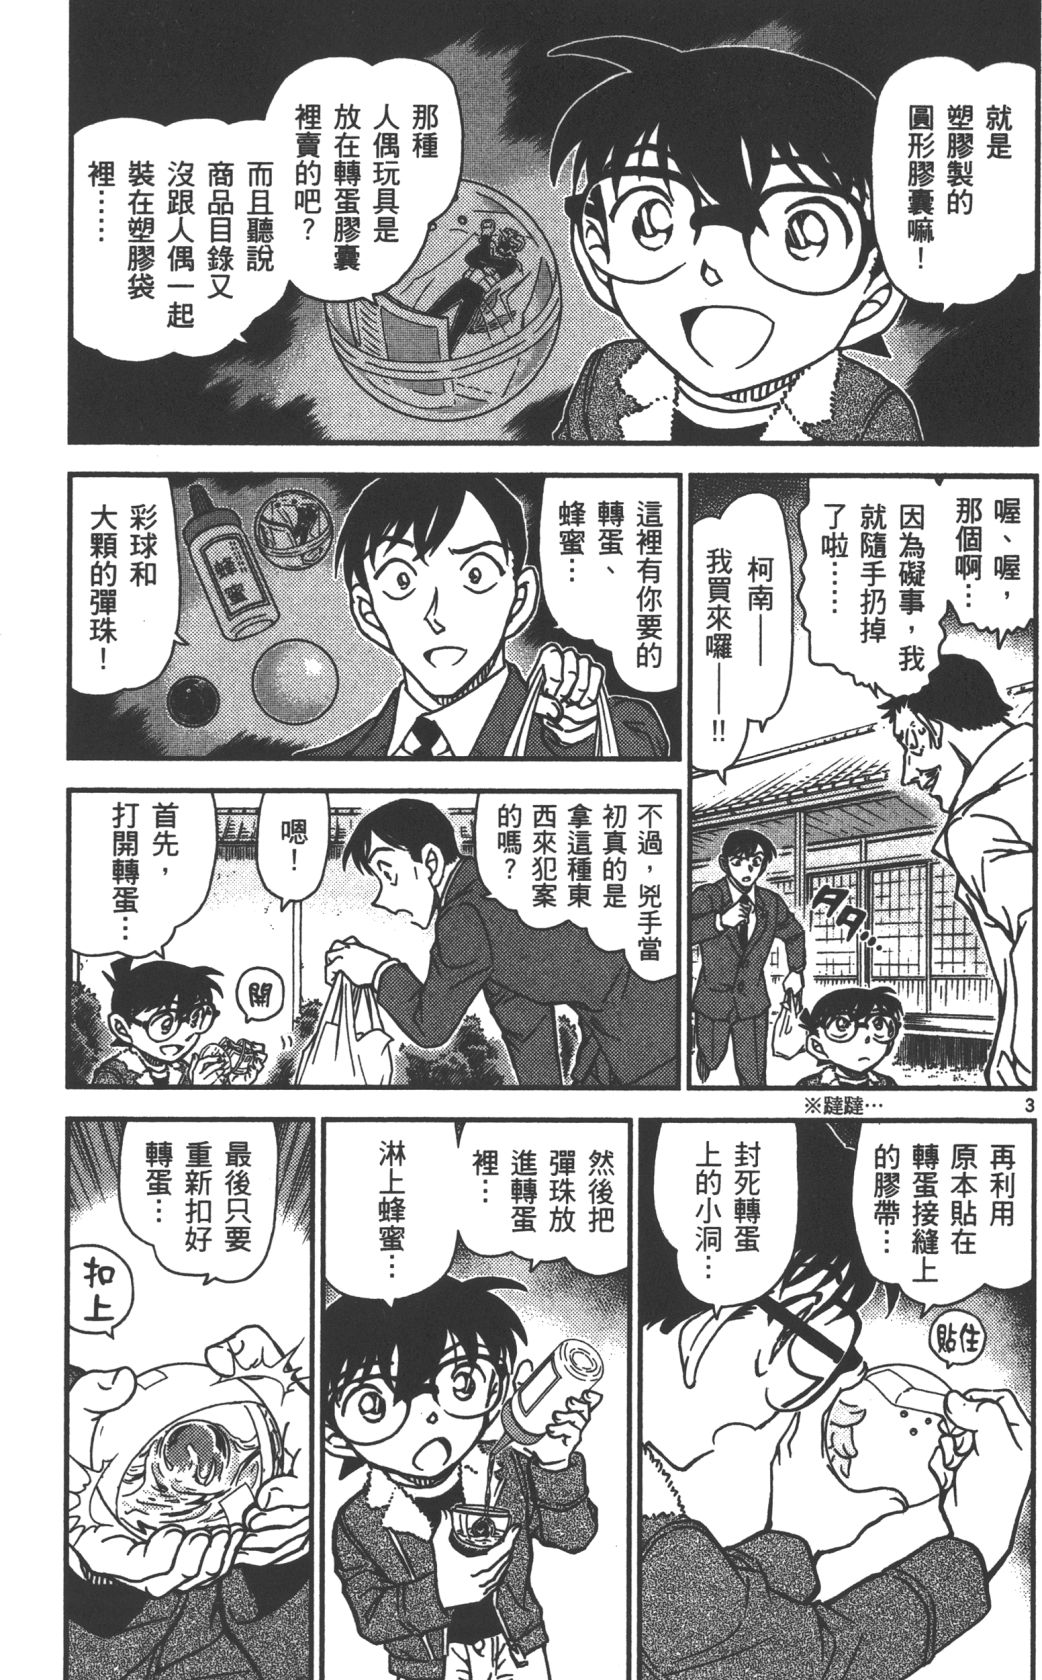 就是
塑膠製的
圓形膠囊嘛！
那種
人偶玩具是
放在轉蛋膠囊
裡賣的吧？
而且聽說
商品目錄又
沒跟人偶一起
裝在塑膠袋
裡……
喔、喔，
那個啊…
因為礙事，我
就隨手扔掉
了啦……
柯南——
我買來囉——!!
タタ…
※躂躂…
這裡有你要的
轉蛋、
蜂蜜…
蜂蜜
彩球和
大顆的彈珠！
不過，兇手當
初真的是
拿這種東
西來犯案
的嗎？
嗯！
首先，
打開轉蛋…
開
3
再利用
原本貼在
轉蛋接縫上
的膠帶…
貼住
封死轉蛋
上的小洞…
然後把
彈珠放
進轉蛋
裡…
淋上蜂蜜…
最後只要
重新扣好
轉蛋…
扣上